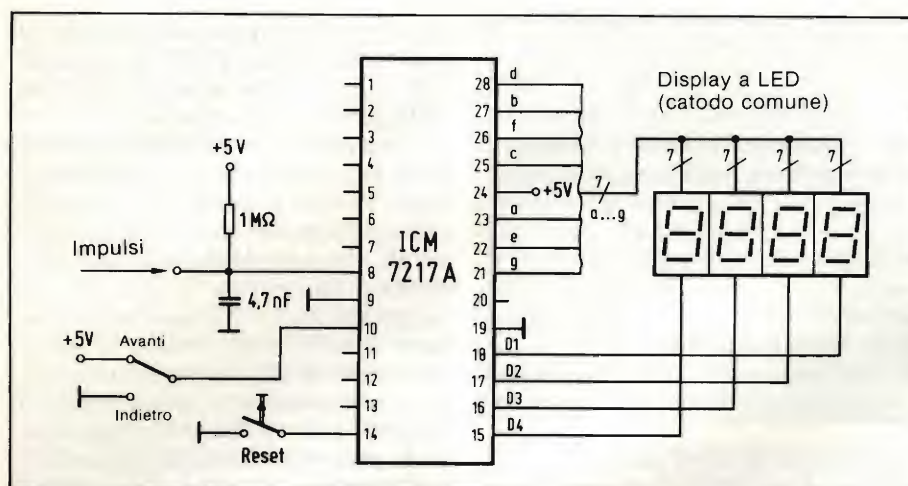 Display a LED
(catodo comune)
+5V
1MΩ
Impulsi
4,7nF
+5V
Avanti
Indietro
Reset
1
2
3
4
5
6
7
8
9
10
11
12
13
14
ICM
7217A
28
27
26
25
24
23
22
21
20
19
18
17
16
15
d
b
f
c
+5V
a
e
g
D1
D2
D3
D4
7
a...g
7
7
7
7
8888